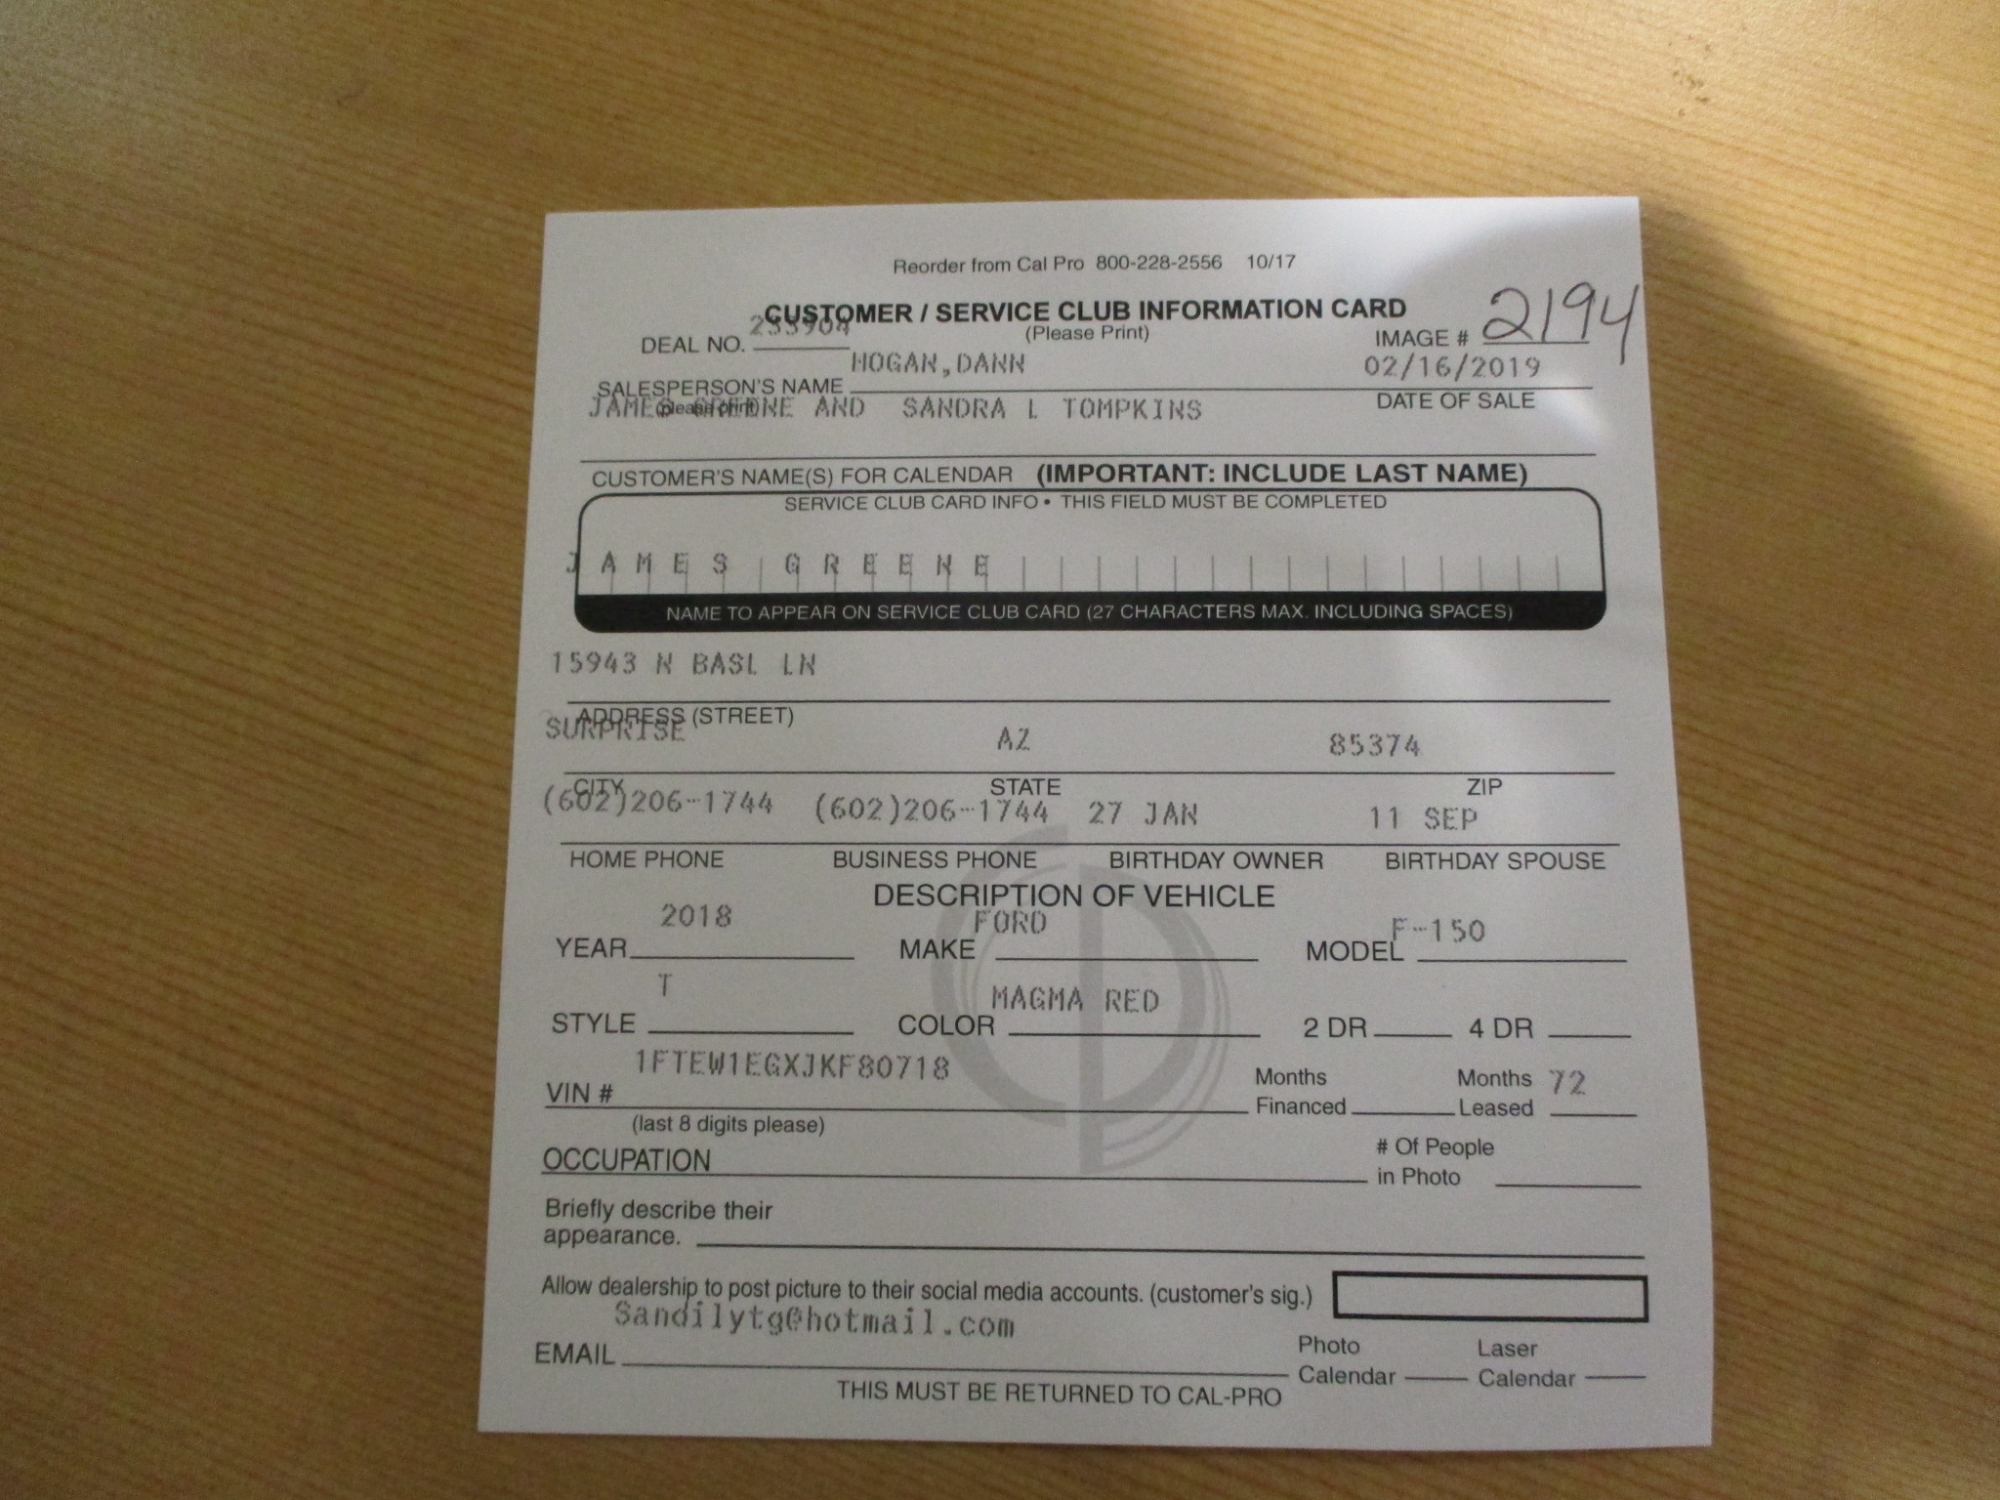 Reorder from Cal Pro 800-228-2556 10/17
CUSTOMER / SERVICE CLUB INFORMATION CARD
DEAL NO. 233904 (Please Print) IMAGE # 2194
HOGAN,DANN 02/16/2019
SALESPERSON'S NAME DATE OF SALE
(please print)
JAMES GREENE AND SANDRA L TOMPKINS
CUSTOMER'S NAME(S) FOR CALENDAR (IMPORTANT: INCLUDE LAST NAME)
SERVICE CLUB CARD INFO • THIS FIELD MUST BE COMPLETED
JAMES GREENE
NAME TO APPEAR ON SERVICE CLUB CARD (27 CHARACTERS MAX. INCLUDING SPACES)
15943 N BASL LN
ADDRESS (STREET)
SURPRISE AZ 85374
CITY STATE ZIP
(602)206-1744 (602)206-1744 27 JAN 11 SEP
HOME PHONE BUSINESS PHONE BIRTHDAY OWNER BIRTHDAY SPOUSE
DESCRIPTION OF VEHICLE
2018 FORD F-150
YEAR MAKE MODEL
T MAGMA RED
STYLE COLOR 2 DR 4 DR
1FTEW1EGXJKF80718
VIN # Months Financed Months Leased 72
(last 8 digits please)
OCCUPATION # Of People in Photo
Briefly describe their
appearance.
Allow dealership to post picture to their social media accounts. (customer's sig.)
Sandilytg@hotmail.com
EMAIL Photo Calendar Laser Calendar
THIS MUST BE RETURNED TO CAL-PRO